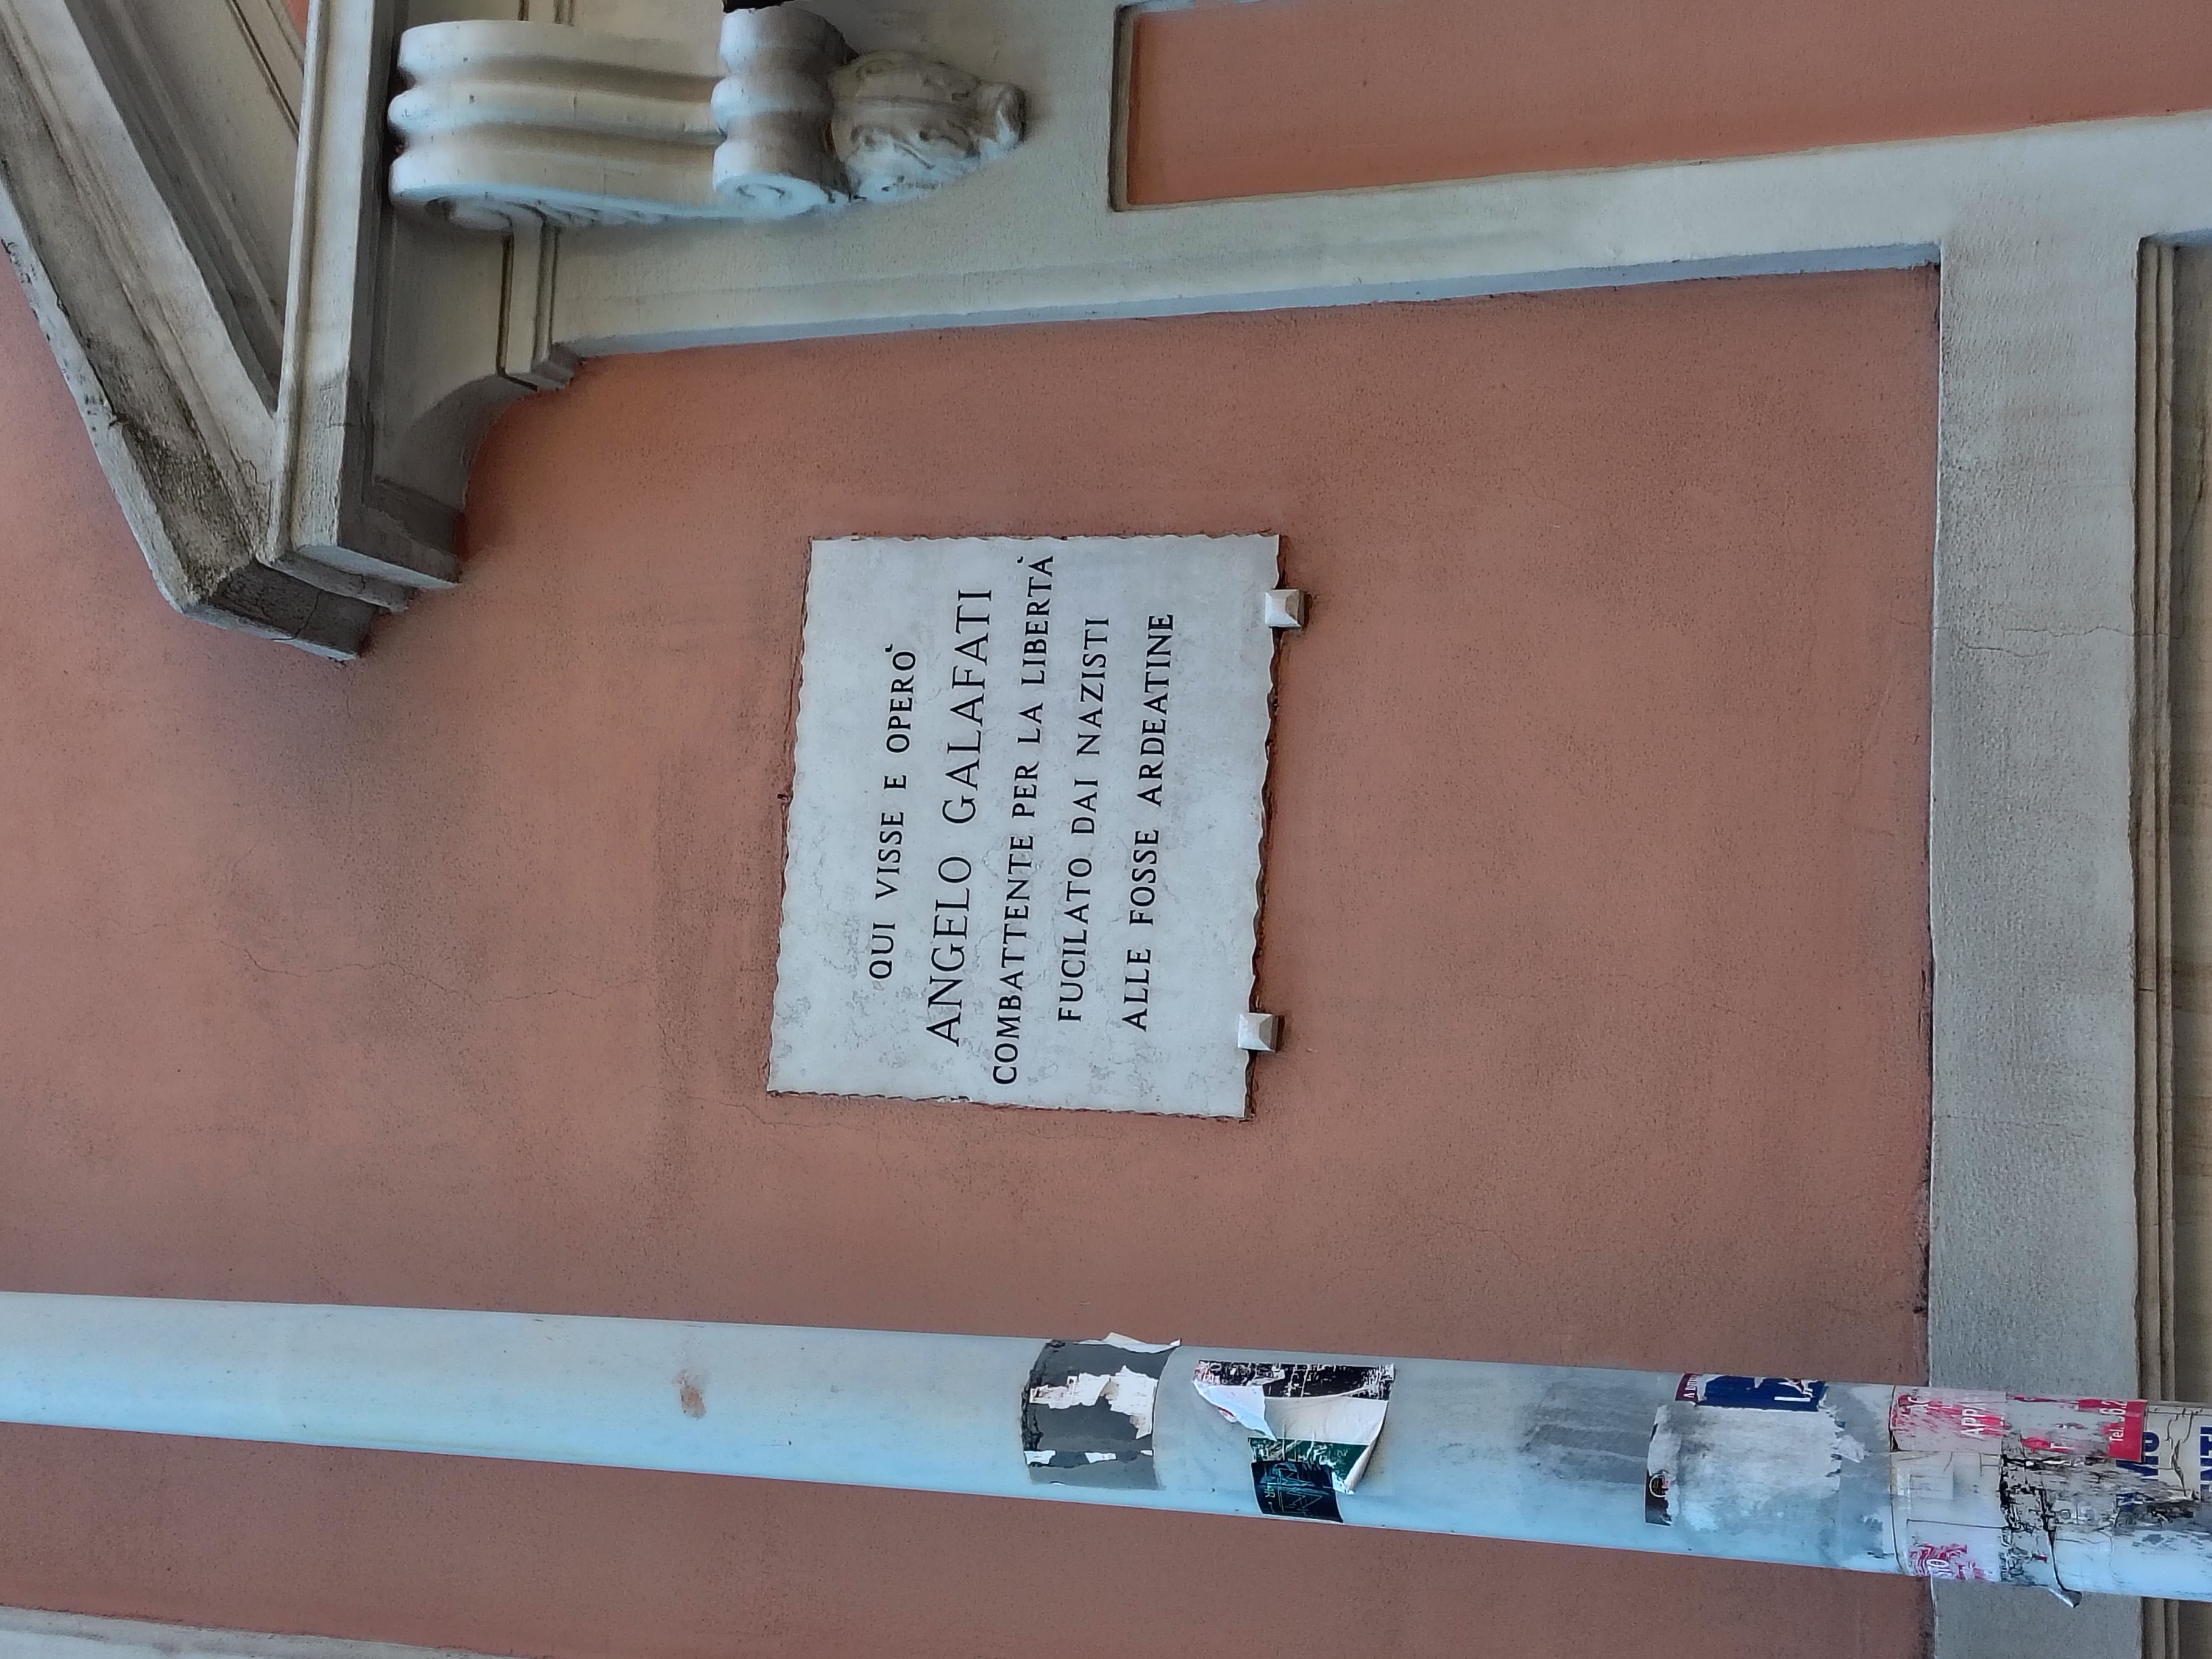 QUI VISSE E OPERÒ
ANGELO GALAFATI
COMBATTENTE PER LA LIBERTÀ
FUCILATO DAI NAZISTI
ALLE FOSSE ARDEATINE